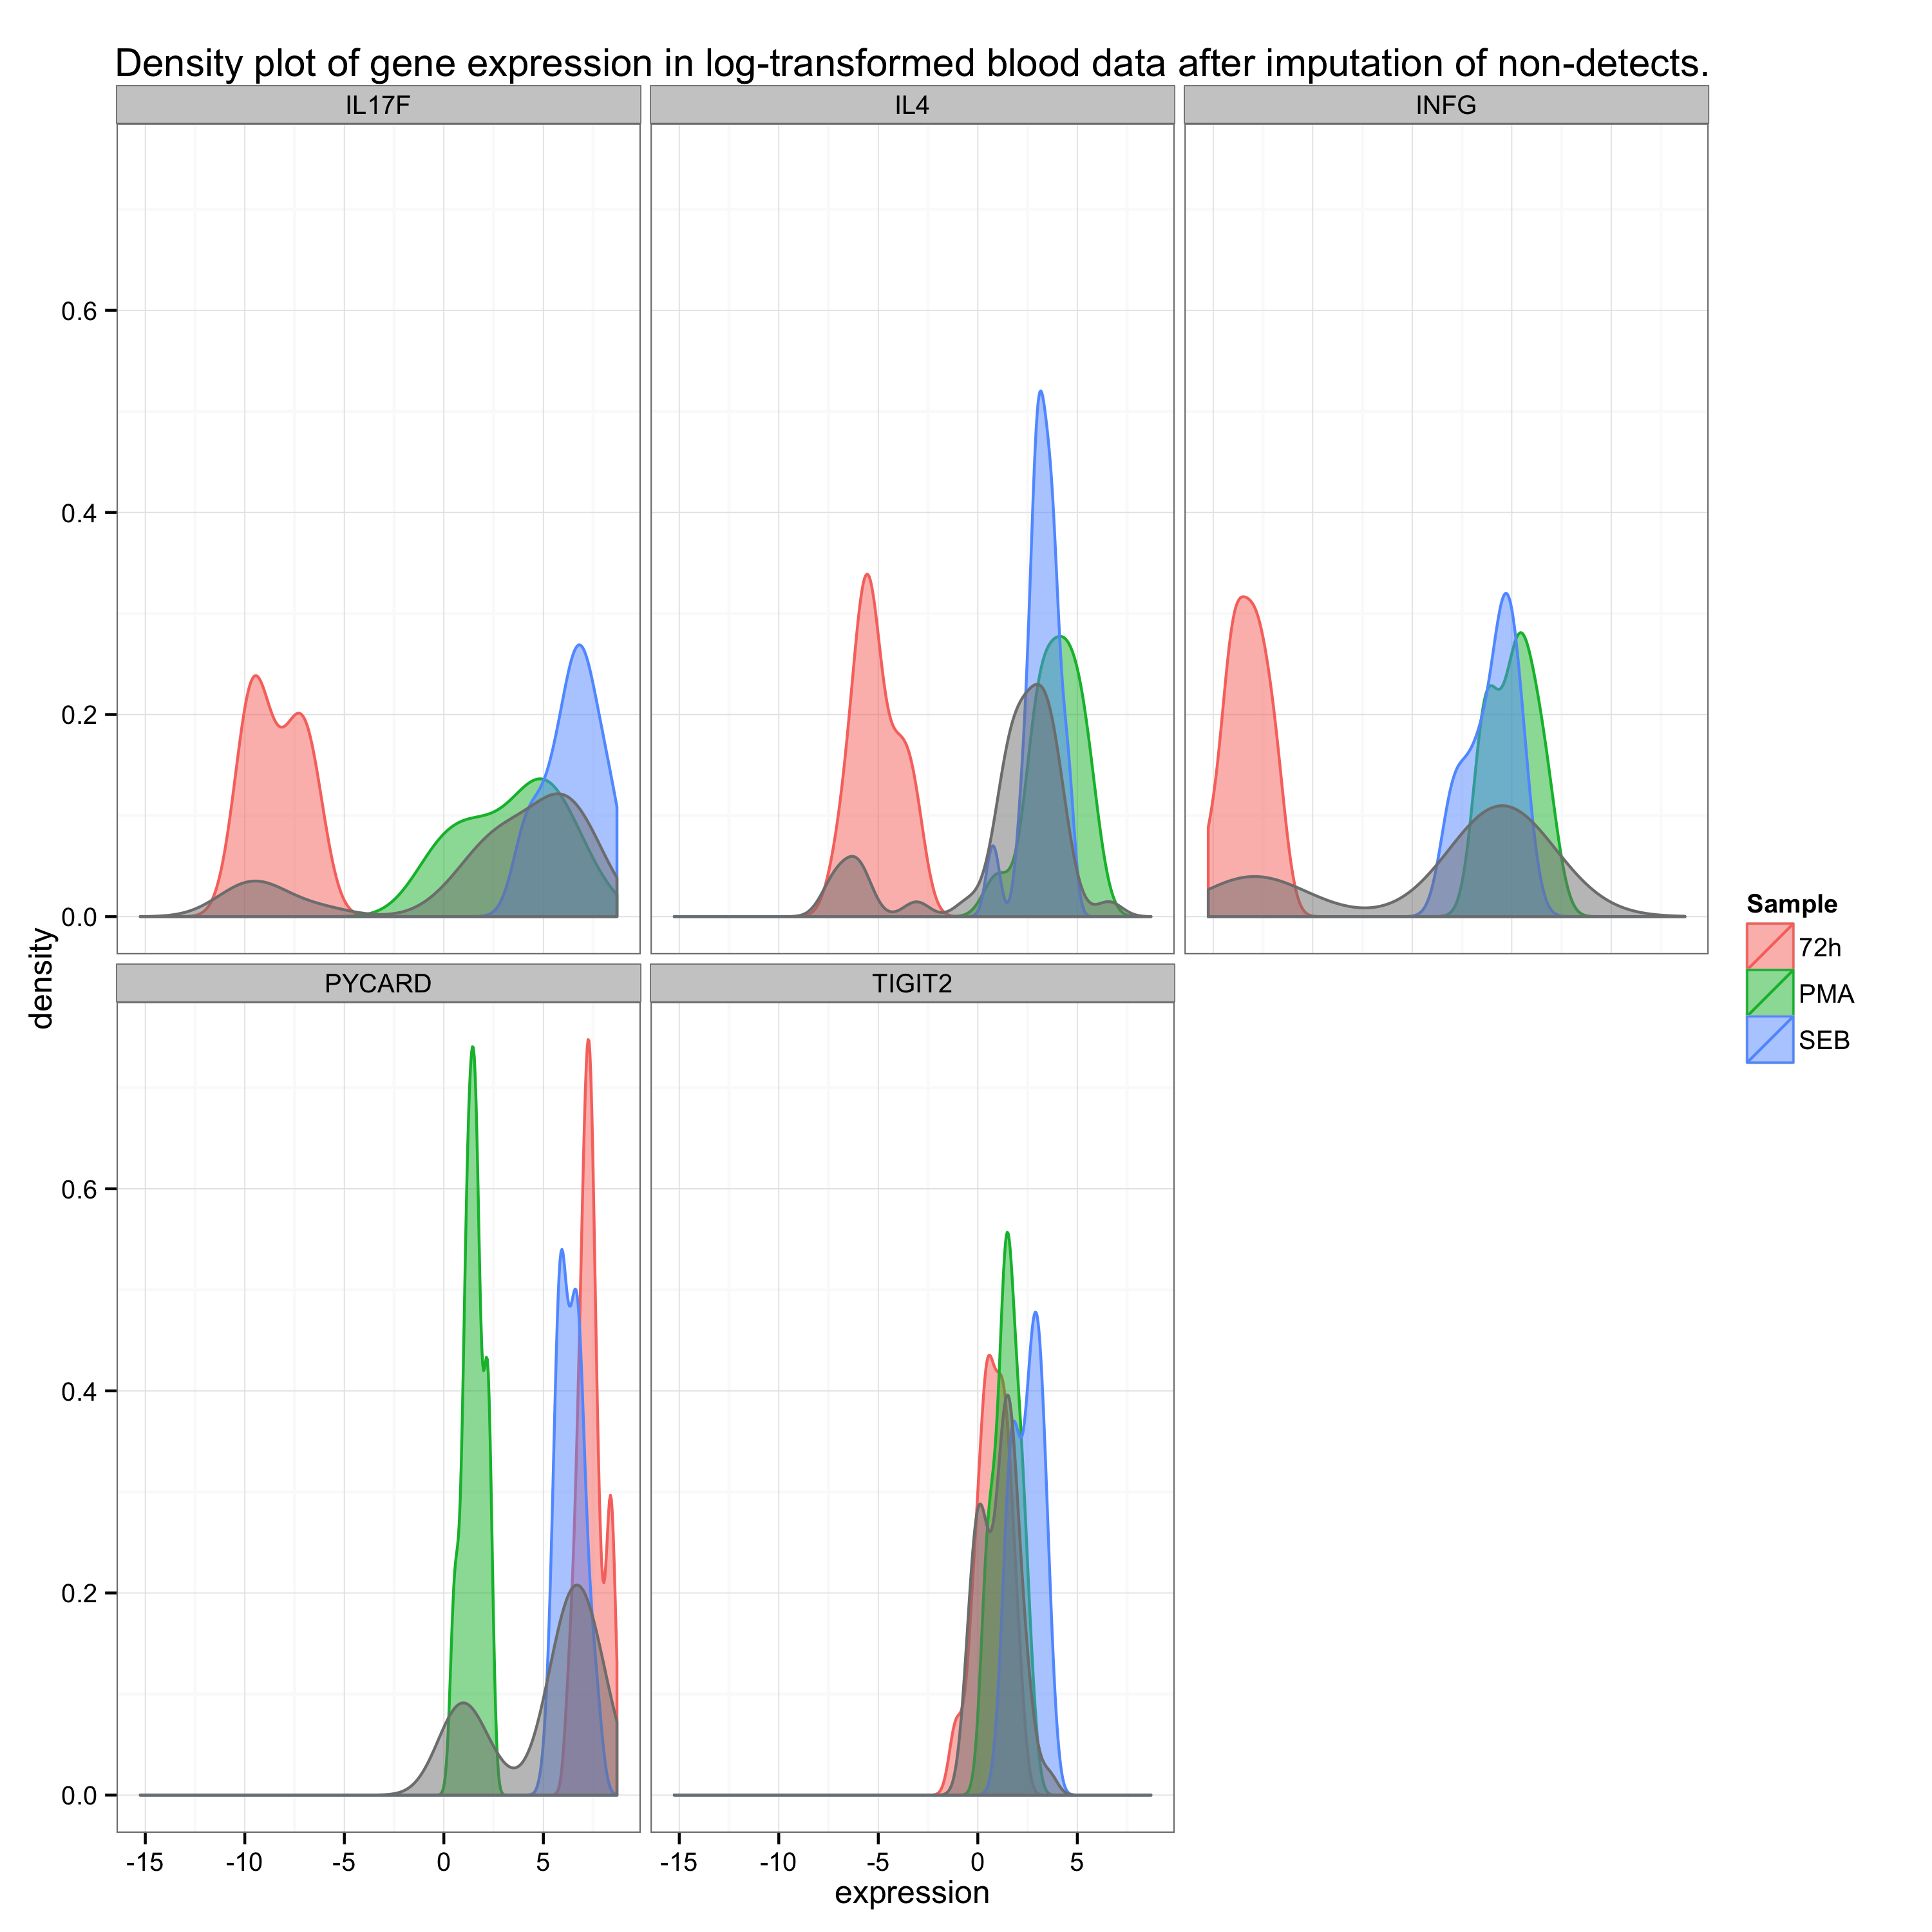 Density plot of gene expression in log-transformed blood data after imputation of non-detects.
IL17F
IL4
INFG
0.6
0.4
0.2
0.0
density
PYCARD
TIGIT2
0.6
0.4
0.2
0.0
-15 -10 -5 0 5
-15 -10 -5 0 5
expression
Sample
72h
PMA
SEB